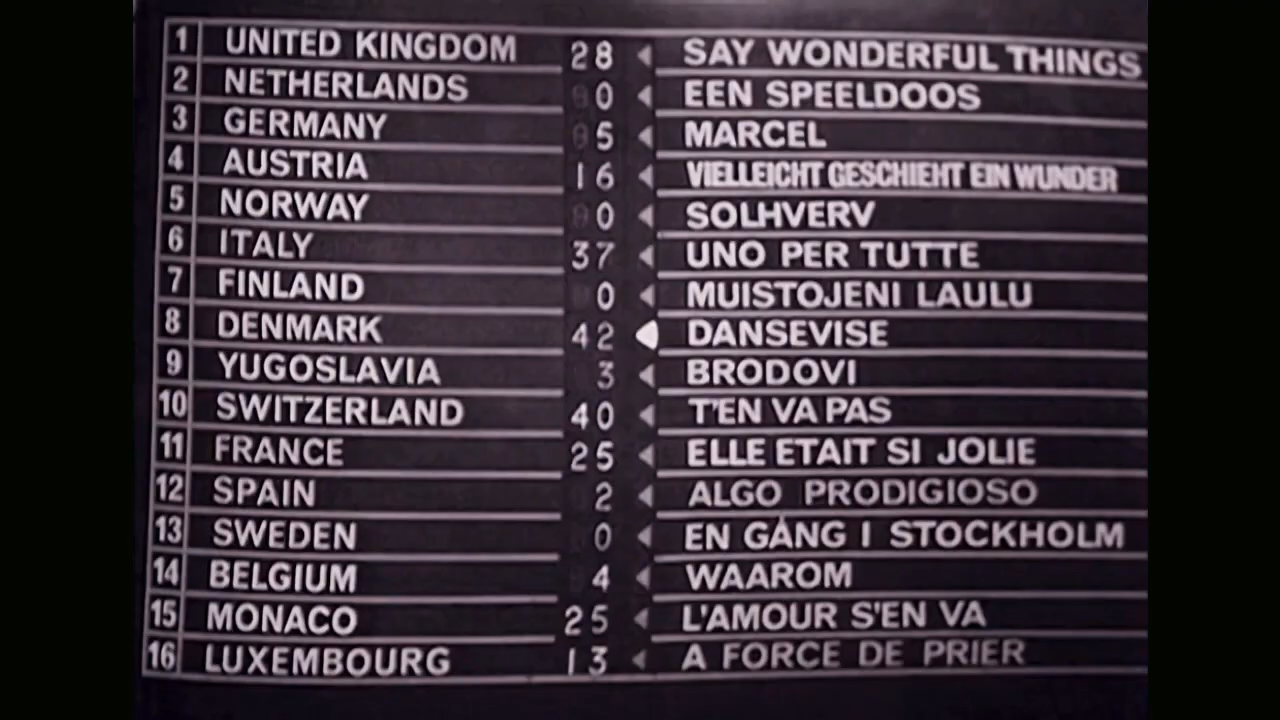 1 UNITED KINGDOM 28 SAY WONDERFUL THINGS
2 NETHERLANDS 0 EEN SPEELDOOS
3 GERMANY 5 MARCEL
4 AUSTRIA 16 VIELLEICHT GESCHIEHT EIN WUNDER
5 NORWAY 0 SOLHVERV
6 ITALY 37 UNO PER TUTTE
7 FINLAND 0 MUISTOJENI LAULU
8 DENMARK 42 DANSEVISE
9 YUGOSLAVIA 3 BRODOVI
10 SWITZERLAND 40 T'EN VA PAS
11 FRANCE 25 ELLE ETAIT SI JOLIE
12 SPAIN 2 ALGO PRODIGIOSO
13 SWEDEN 0 EN GÅNG I STOCKHOLM
14 BELGIUM 4 WAAROM
15 MONACO 25 L'AMOUR S'EN VA
16 LUXEMBOURG 13 A FORCE DE PRIER